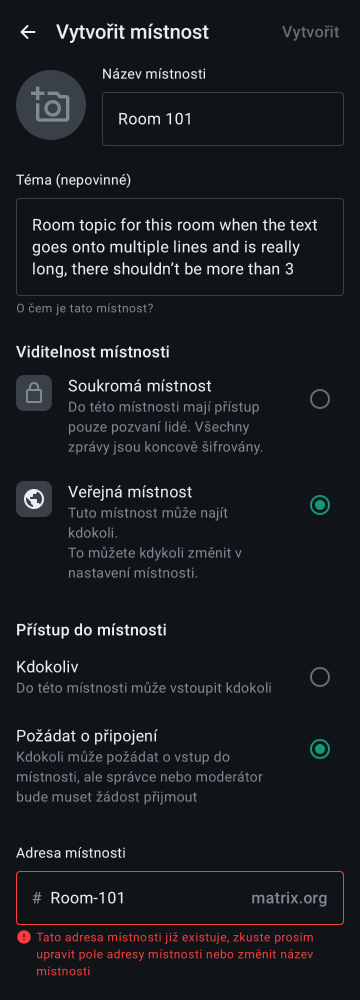 Vytvořit místnost
Vytvořit
Název místnosti
Room 101
Téma (nepovinné)
Room topic for this room when the text
goes onto multiple lines and is really
long, there shouldn’t be more than 3
O čem je tato místnost?
Viditelnost místnosti
Soukromá místnost
Do této místnosti mají přístup
pouze pozvaní lidé. Všechny
zprávy jsou koncově šifrovány.
Veřejná místnost
Tuto místnost může najít
kdokoli.
To můžete kdykoli změnit v
nastavení místnosti.
Přístup do místnosti
Kdokoliv
Do této místnosti může vstoupit kdokoli
Požádat o připojení
Kdokoli může požádat o vstup do
místnosti, ale správce nebo moderátor
bude muset žádost přijmout
Adresa místnosti
# Room-101 matrix.org
Tato adresa místnosti již existuje, zkuste prosím
upravit pole adresy místnosti nebo změnit název
místnosti